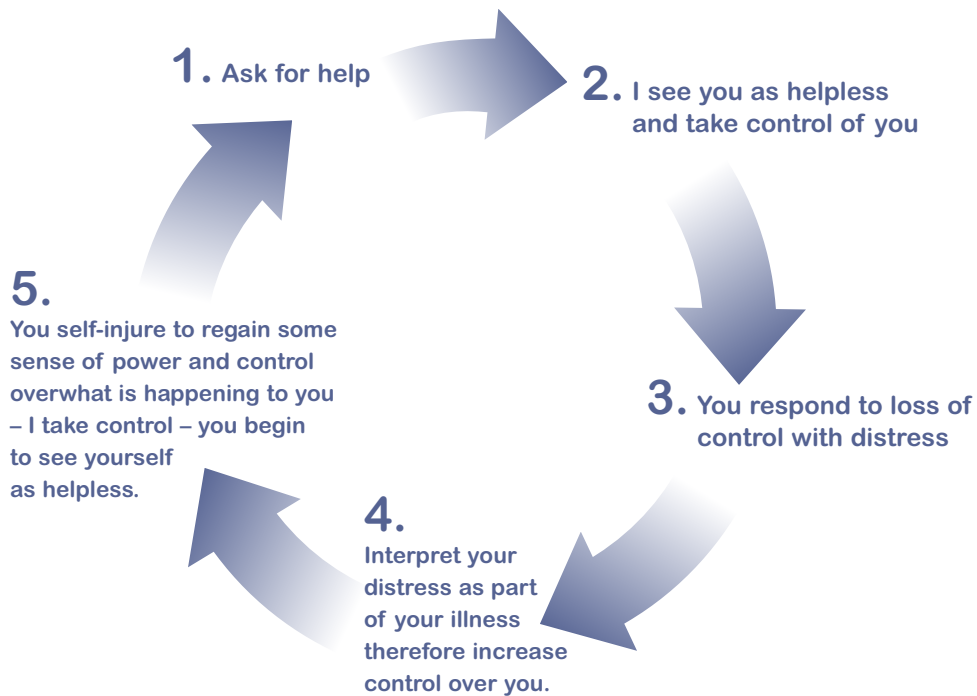 1. Ask for help
2. I see you as helpless
and take control of you
3. You respond to loss of
control with distress
4.
Interpret your
distress as part
of your illness
therefore increase
control over you.
5.
You self-injure to regain some
sense of power and control
overwhat is happening to you
– I take control – you begin
to see yourself
as helpless.